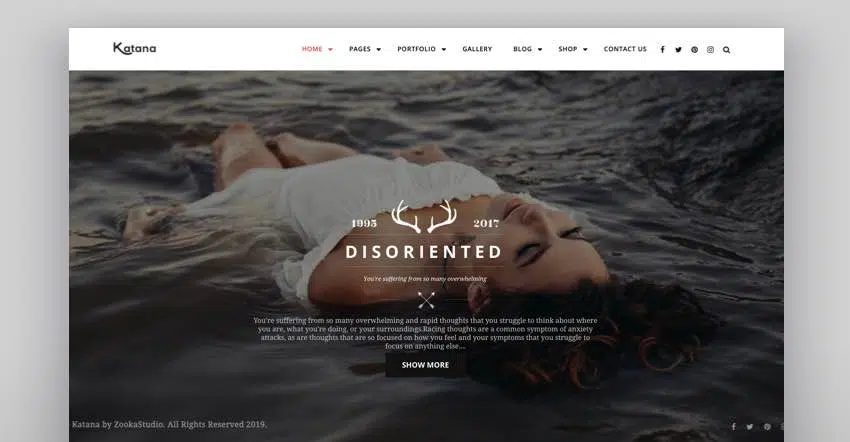 Katana
HOME PAGES PORTFOLIO GALLERY BLOG SHOP CONTACT US
1995 2017
DISORIENTED
You're suffering from so many overwhelming
You're suffering from so many overwhelming and rapid thoughts that you struggle to think about where
you are, what you're doing, or your surroundings.Racing thoughts are a common symptom of anxiety
attacks, as are thoughts that are so focused on how you feel and your symptoms that you struggle to
focus on anything else....
SHOW MORE
Katana by ZookaStudio. All Rights Reserved 2019.